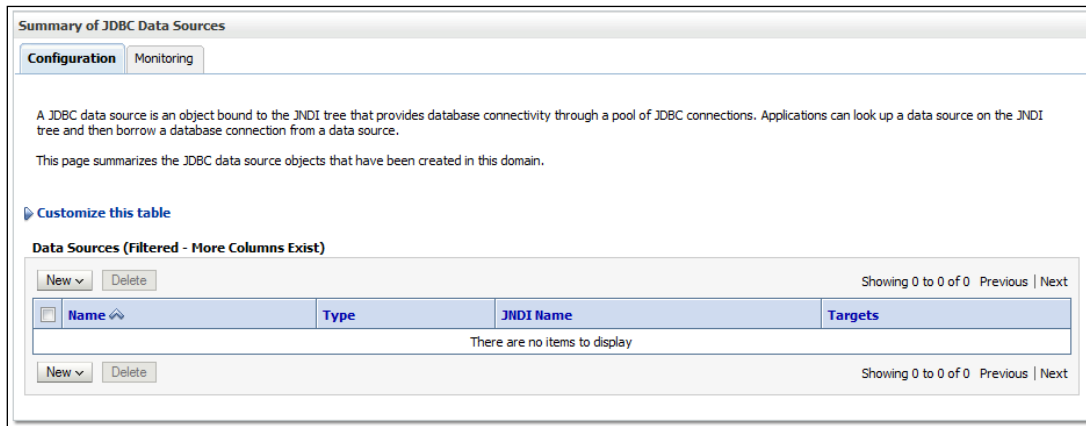 Summary of JDBC Data Sources
Configuration Monitoring
A JDBC data source is an object bound to the JNDI tree that provides database connectivity through a pool of JDBC connections. Applications can look up a data source on the JNDI
tree and then borrow a database connection from a data source.
This page summarizes the JDBC data source objects that have been created in this domain.
Customize this table
Data Sources (Filtered - More Columns Exist)
New Delete Showing 0 to 0 of 0 Previous | Next
Name Type JNDI Name Targets
There are no items to display
New Delete Showing 0 to 0 of 0 Previous | Next